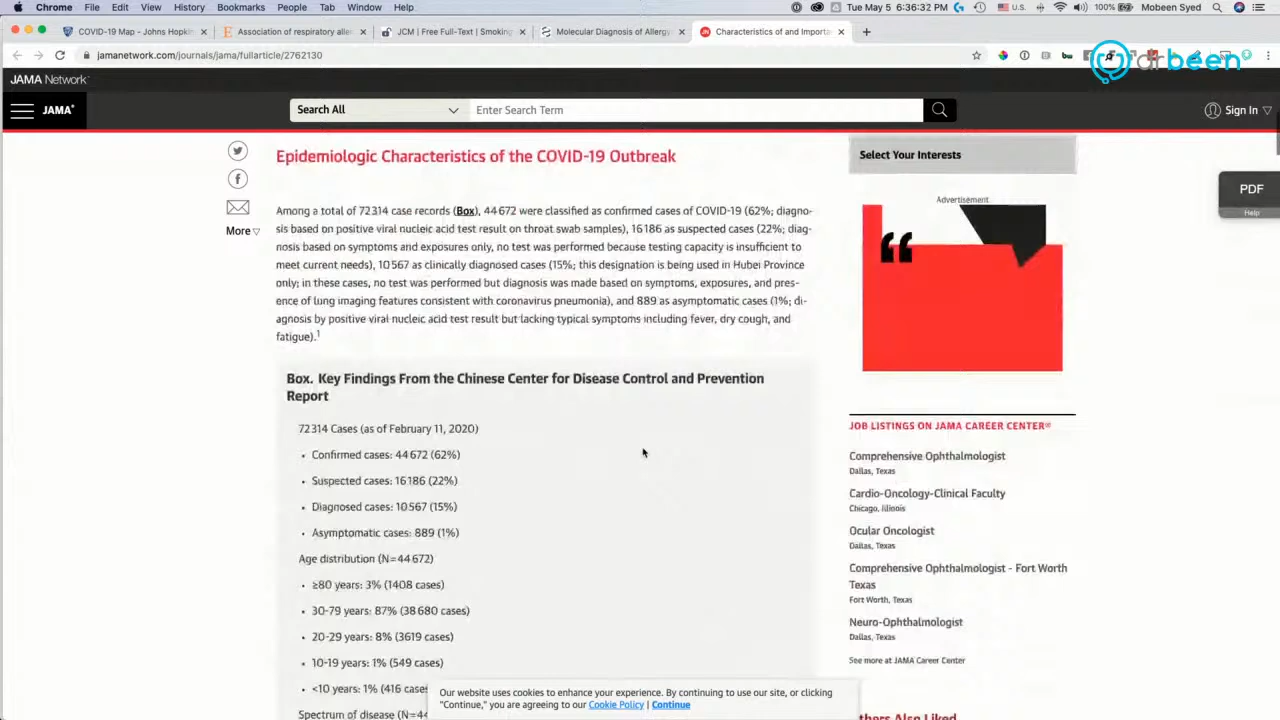 Chrome File Edit View History Bookmarks People Tab Window Help
U.S. 100% Tue May 5 6:36:32 PM Mobeen Syed
COVID-19 Map - Johns Hopkin
Association of respiratory alle
JCM | Free Full-Text | Smoking
Molecular Diagnosis of Allergy
Characteristics of and Importa
jamanetwork.com/journals/jama/fullarticle/2762130
drbeen
JAMA Network
JAMA
Search All
Enter Search Term
Sign In
Epidemiologic Characteristics of the COVID-19 Outbreak
More
Among a total of 72 314 case records (Box), 44 672 were classified as confirmed cases of COVID-19 (62%; diagno-
sis based on positive viral nucleic acid test result on throat swab samples), 16 186 as suspected cases (22%; diag-
nosis based on symptoms and exposures only, no test was performed because testing capacity is insufficient to
meet current needs), 10 567 as clinically diagnosed cases (15%; this designation is being used in Hubei Province
only; in these cases, no test was performed but diagnosis was made based on symptoms, exposures, and pres-
ence of lung imaging features consistent with coronavirus pneumonia), and 889 as asymptomatic cases (1%; di-
agnosis by positive viral nucleic acid test result but lacking typical symptoms including fever, dry cough, and
fatigue).1
Box. Key Findings From the Chinese Center for Disease Control and Prevention
Report
72 314 Cases (as of February 11, 2020)
• Confirmed cases: 44 672 (62%)
• Suspected cases: 16 186 (22%)
• Diagnosed cases: 10 567 (15%)
• Asymptomatic cases: 889 (1%)
Age distribution (N=44 672)
• ≥80 years: 3% (1408 cases)
• 30-79 years: 87% (38 680 cases)
• 20-29 years: 8% (3619 cases)
• 10-19 years: 1% (549 cases)
• <10 years: 1% (416 cases
Spectrum of disease (N=44
Select Your Interests
Advertisement
“
JOB LISTINGS ON JAMA CAREER CENTER®
Comprehensive Ophthalmologist
Dallas, Texas
Cardio-Oncology-Clinical Faculty
Chicago, Illinois
Ocular Oncologist
Dallas, Texas
Comprehensive Ophthalmologist - Fort Worth
Texas
Fort Worth, Texas
Neuro-Ophthalmologist
Dallas, Texas
See more at JAMA Career Center
thers Also Liked
PDF
Help
Our website uses cookies to enhance your experience. By continuing to use our site, or clicking
"Continue," you are agreeing to our Cookie Policy | Continue